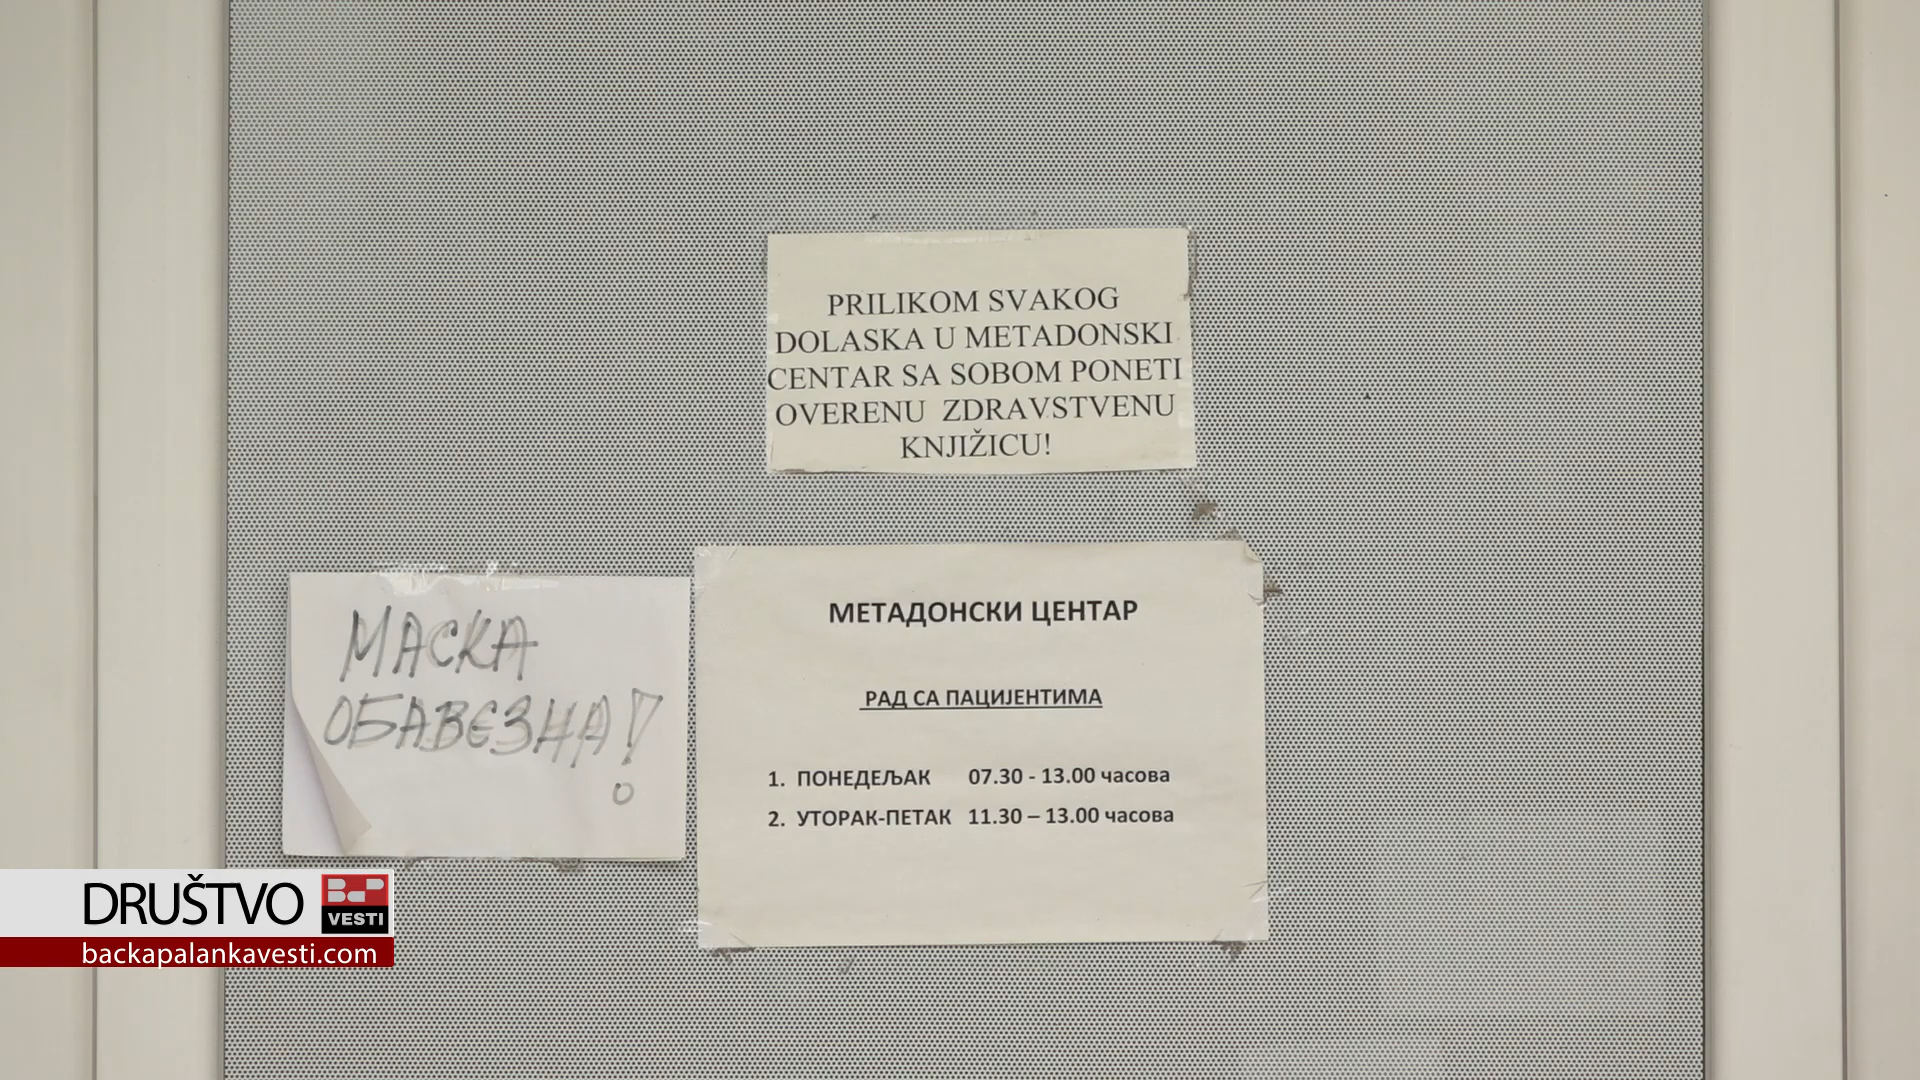 PRILIKOM SVAKOG
DOLASKA U METADONSKI
CENTAR SA SOBOM PONETI
OVERENU ZDRAVSTVENU
KNJIŽICU!
МАСКА
ОБАВЕЗНА!
МЕТАДОНСКИ ЦЕНТАР
РАД СА ПАЦИЈЕНТИМА
1. ПОНЕДЕЉАК 07.30 - 13.00 часова
2. УТОРАК-ПЕТАК 11.30 – 13.00 часова
DRUŠTVO
BCP
VESTI
backapalankavesti.com